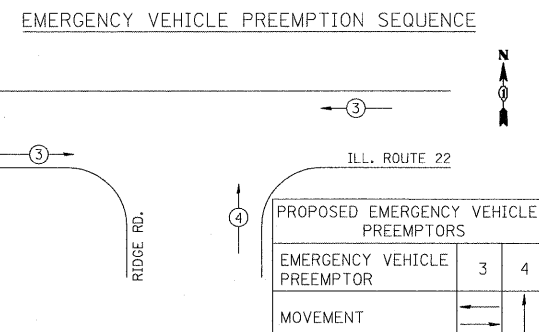 EMERGENCY VEHICLE PREEMPTION SEQUENCE
N
1
3
3
ILL. ROUTE 22
4
RIDGE RD.
PROPOSED EMERGENCY VEHICLE
PREEMPTORS
EMERGENCY VEHICLE
PREEMPTOR
3
4
MOVEMENT